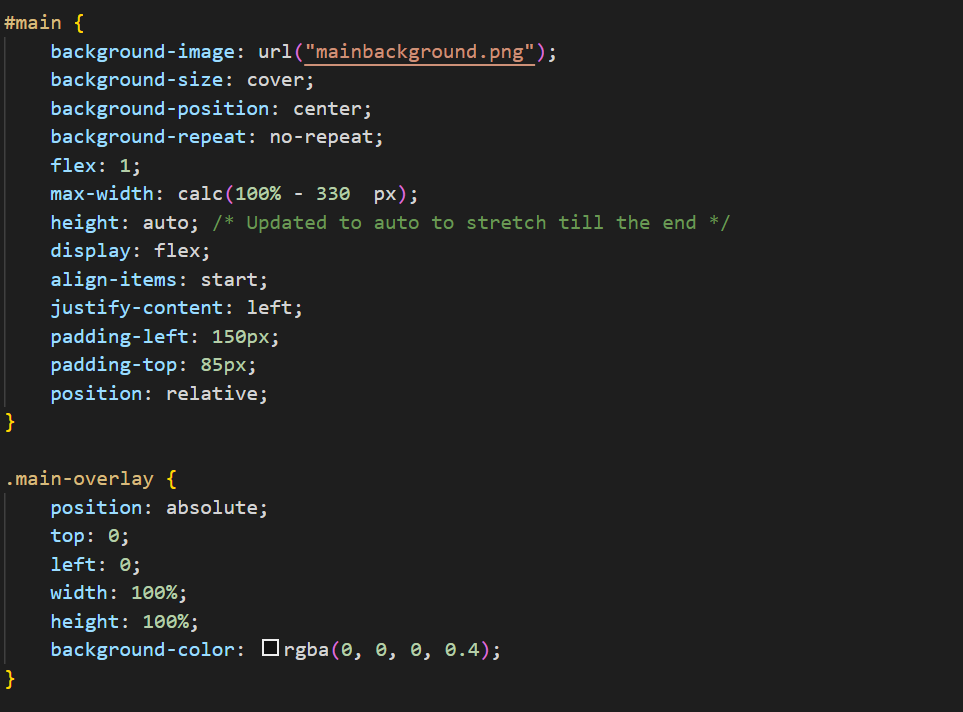 #main {
    background-image: url("mainbackground.png");
    background-size: cover;
    background-position: center;
    background-repeat: no-repeat;
    flex: 1;
    max-width: calc(100% - 330  px);
    height: auto; /* Updated to auto to stretch till the end */
    display: flex;
    align-items: start;
    justify-content: left;
    padding-left: 150px;
    padding-top: 85px;
    position: relative;
}

.main-overlay {
    position: absolute;
    top: 0;
    left: 0;
    width: 100%;
    height: 100%;
    background-color: rgba(0, 0, 0, 0.4);
}